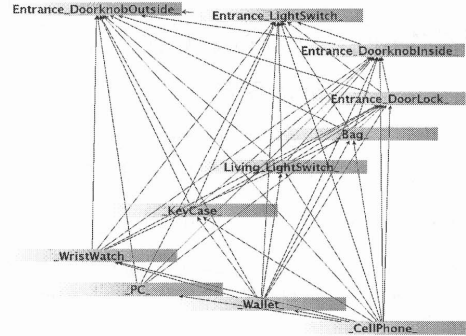 Entrance_DoorknobOutside_
Entrance_LightSwitch_
Entrance_DoorknobInside_
Entrance_DoorLock_
_Bag_
Living_LightSwitch_
_KeyCase_
_WristWatch_
_PC_
_Wallet_
_CellPhone_